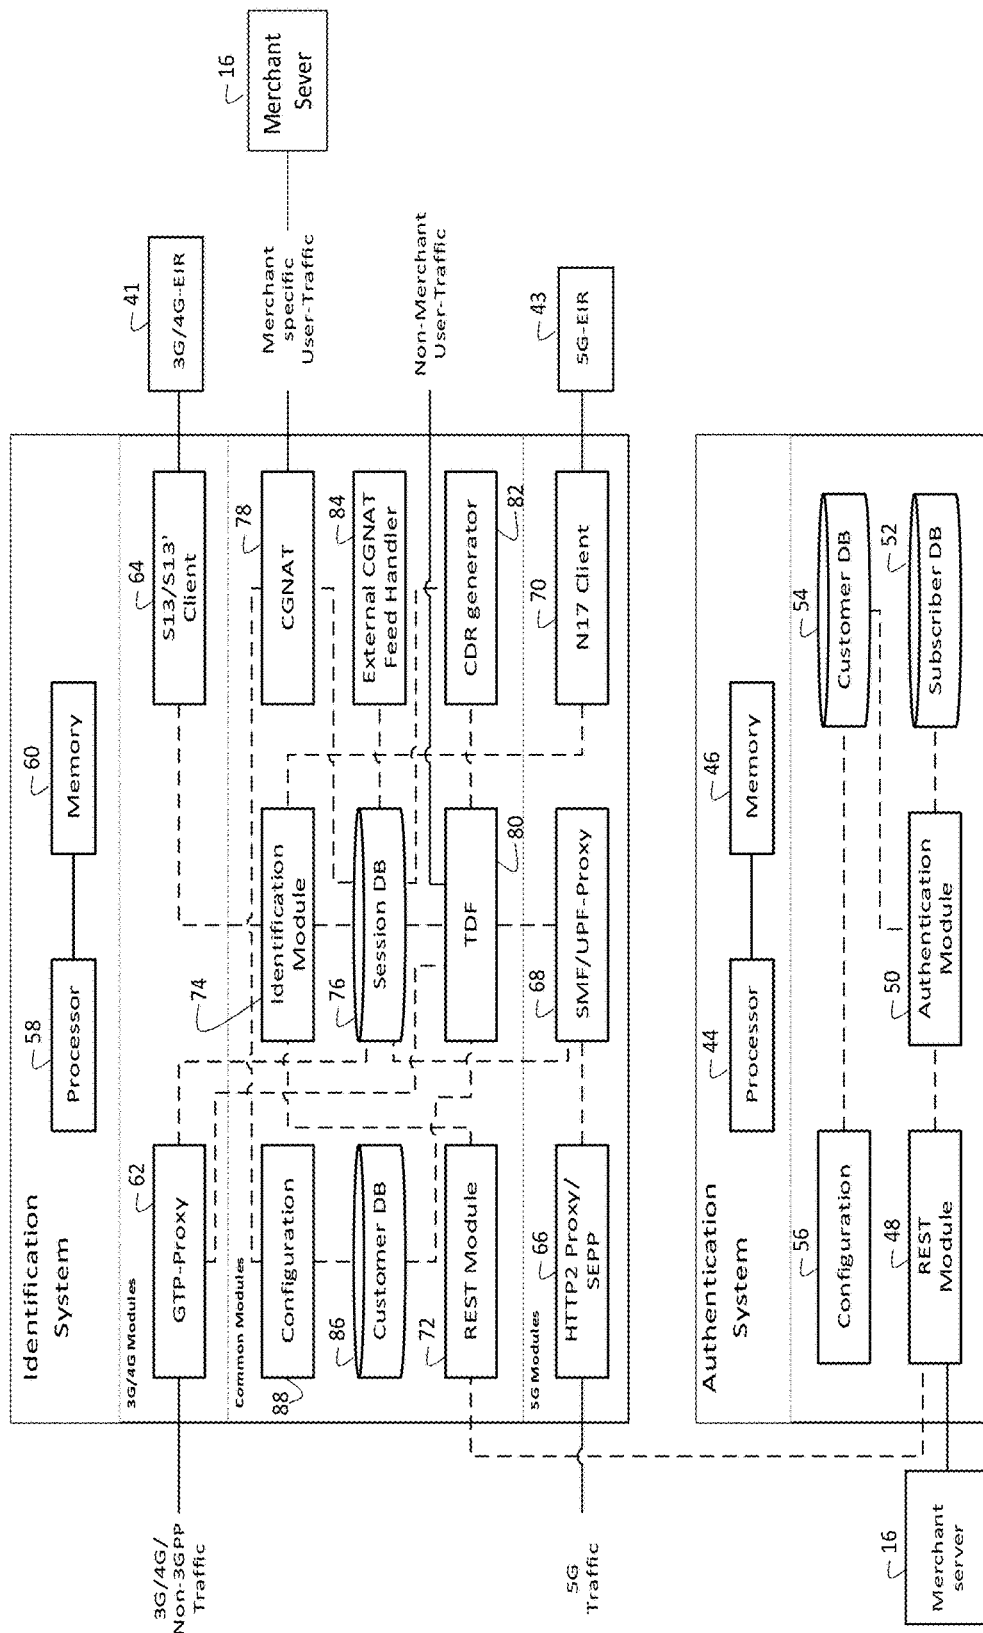 Identification
System
58
Processor
60
Memory
3G/4G Modules
62
GTP-Proxy
64
S13/S13'
Client
41
3G/4G-EIR
3G/4G/
Non-3GPP
Traffic
Common Modules
88
Configuration
74
Identification
Module
78
CGNAT
Merchant
specific
User-Traffic
16
Merchant
Sever
86
Customer DB
76
Session DB
84
External CGNAT
Feed Handler
72
REST Module
80
TDF
82
CDR generator
Non-Merchant
User-Traffic
5G Modules
66
HTTP2 Proxy/
SEPP
68
SMF/UPF-Proxy
70
N17 Client
43
5G-EIR
5G
Traffic
Authentication
System
44
Processor
46
Memory
56
Configuration
54
Customer DB
48
REST
Module
50
Authentication
Module
52
Subscriber DB
16
Merchant
server